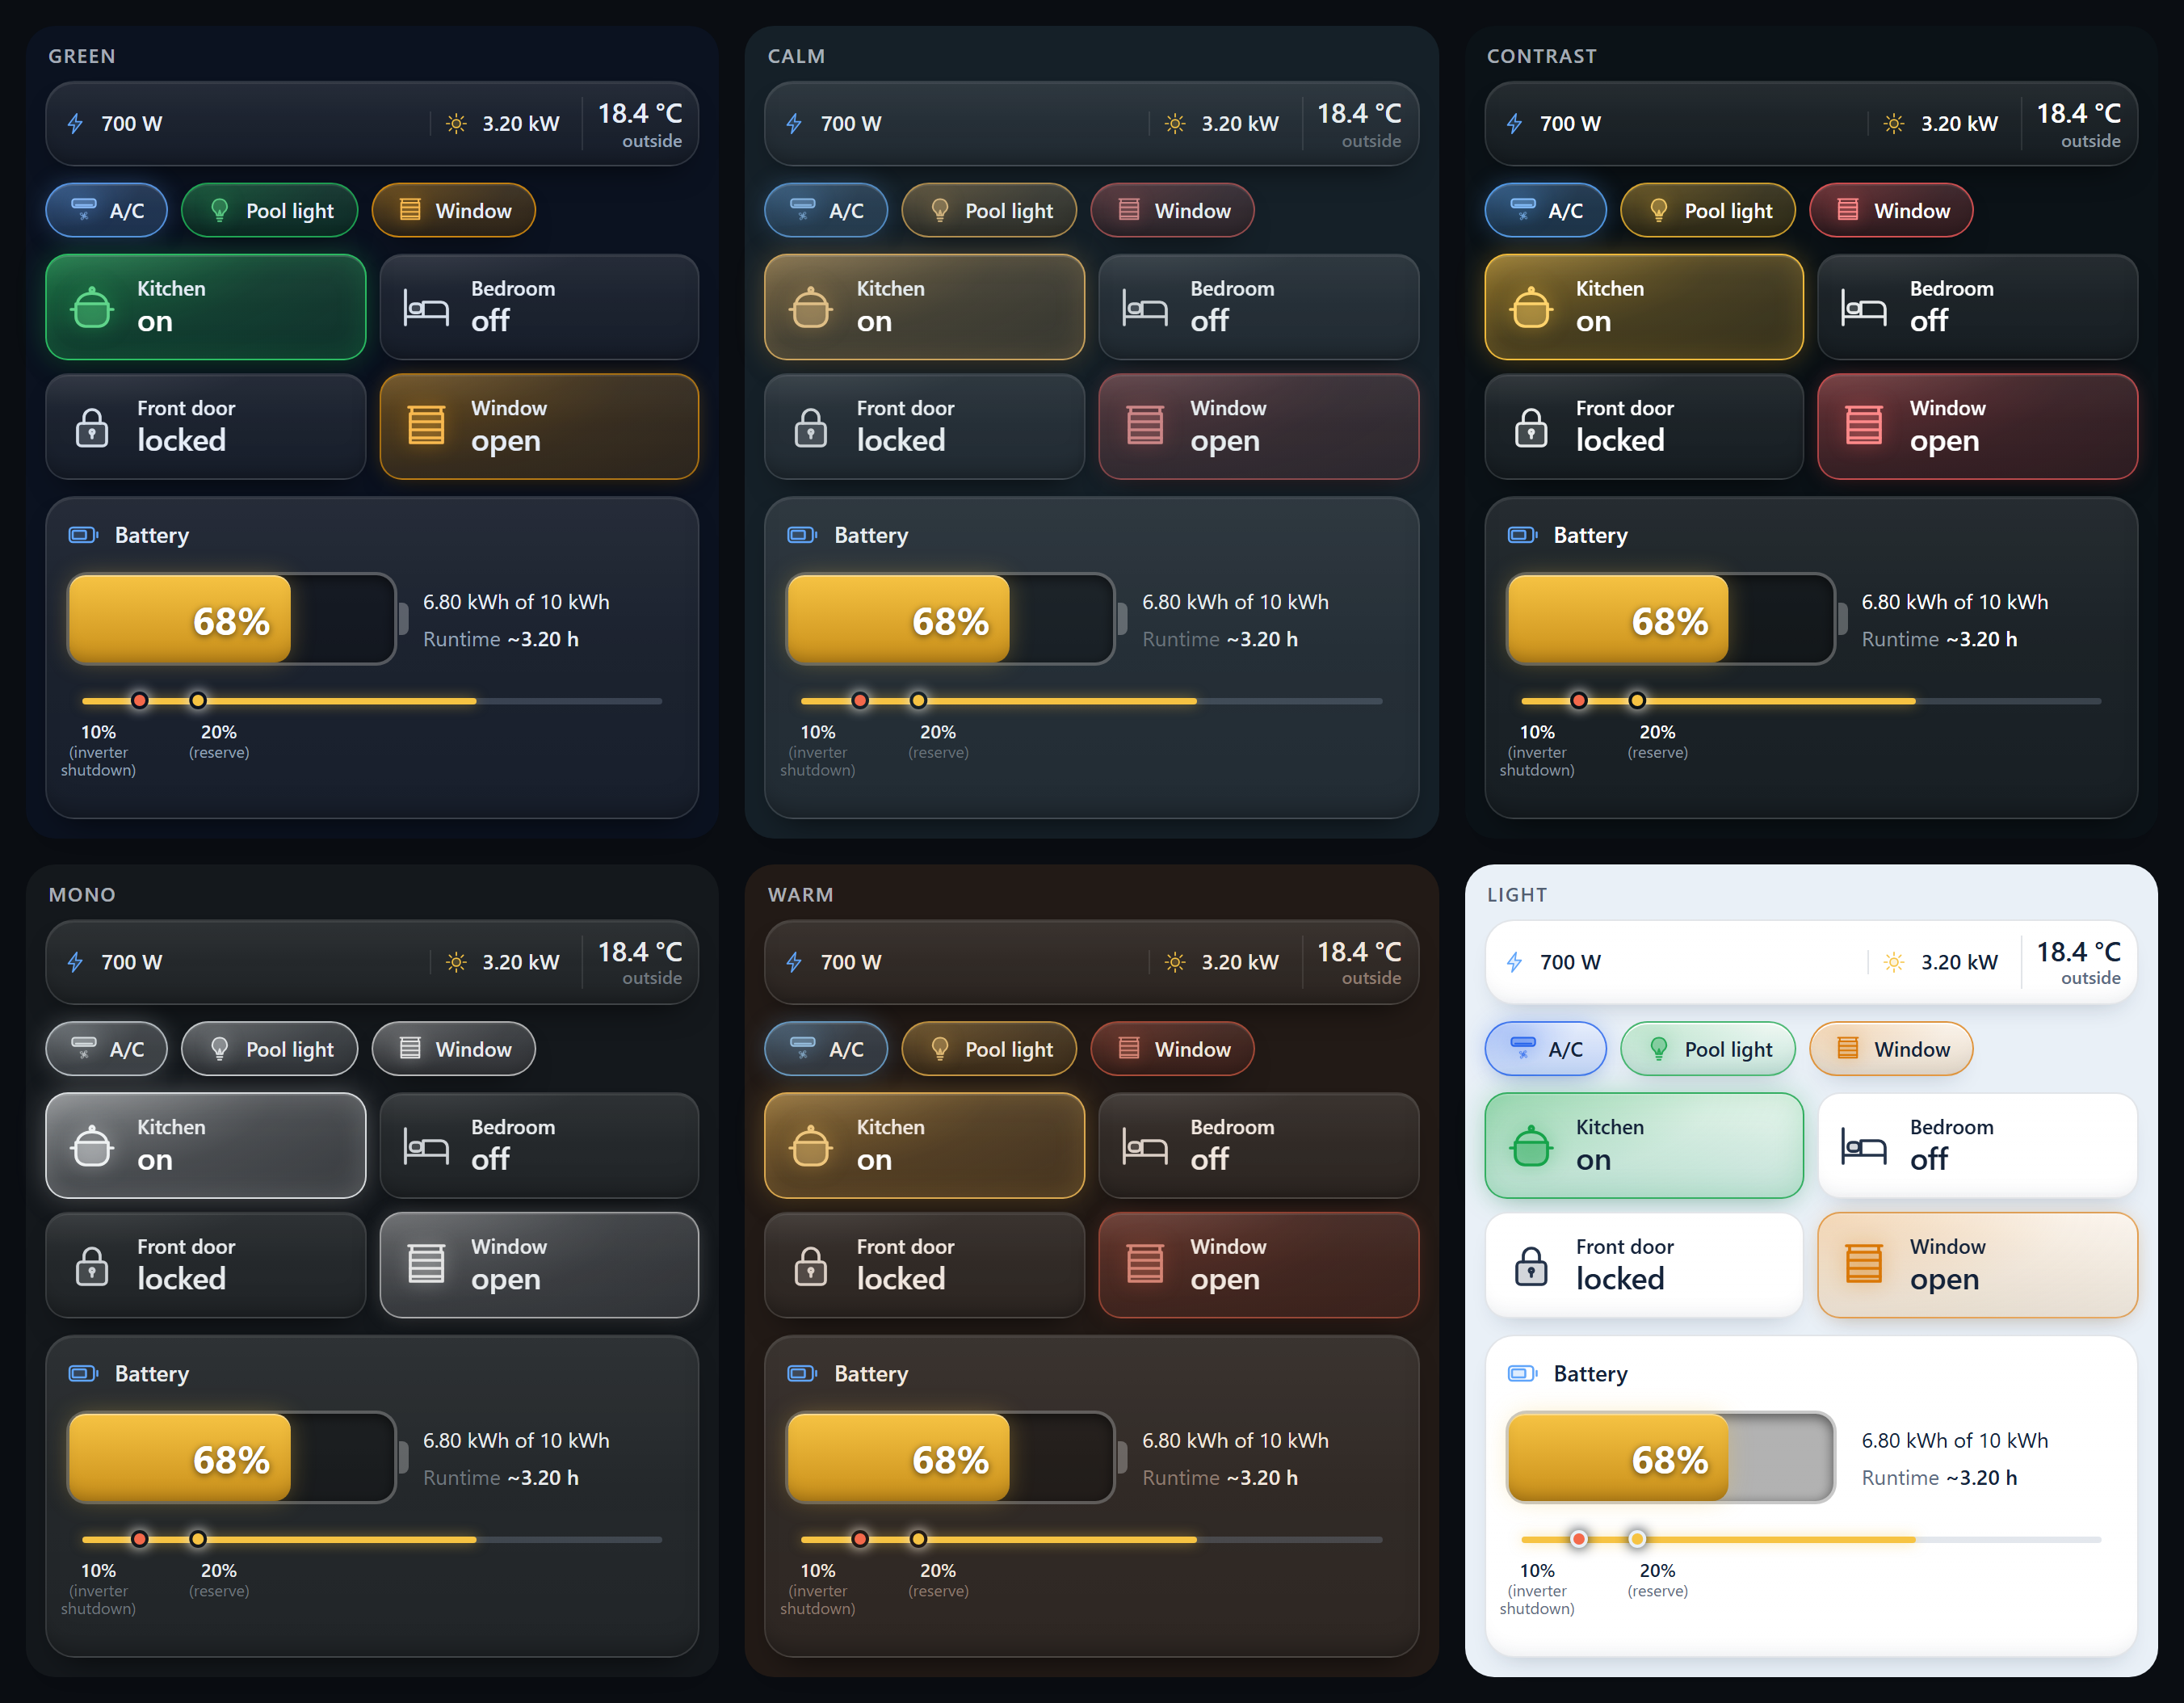 GREEN
700 W
3.20 kW
18.4 °C
outside
A/C
Pool light
Window
Kitchen
on
Bedroom
off
Front door
locked
Window
open
Battery
68%
6.80 kWh of 10 kWh
Runtime ~3.20 h
10%
(inverter
shutdown)
20%
(reserve)
CALM
700 W
3.20 kW
18.4 °C
outside
A/C
Pool light
Window
Kitchen
on
Bedroom
off
Front door
locked
Window
open
Battery
68%
6.80 kWh of 10 kWh
Runtime ~3.20 h
10%
(inverter
shutdown)
20%
(reserve)
CONTRAST
700 W
3.20 kW
18.4 °C
outside
A/C
Pool light
Window
Kitchen
on
Bedroom
off
Front door
locked
Window
open
Battery
68%
6.80 kWh of 10 kWh
Runtime ~3.20 h
10%
(inverter
shutdown)
20%
(reserve)
MONO
700 W
3.20 kW
18.4 °C
outside
A/C
Pool light
Window
Kitchen
on
Bedroom
off
Front door
locked
Window
open
Battery
68%
6.80 kWh of 10 kWh
Runtime ~3.20 h
10%
(inverter
shutdown)
20%
(reserve)
WARM
700 W
3.20 kW
18.4 °C
outside
A/C
Pool light
Window
Kitchen
on
Bedroom
off
Front door
locked
Window
open
Battery
68%
6.80 kWh of 10 kWh
Runtime ~3.20 h
10%
(inverter
shutdown)
20%
(reserve)
LIGHT
700 W
3.20 kW
18.4 °C
outside
A/C
Pool light
Window
Kitchen
on
Bedroom
off
Front door
locked
Window
open
Battery
68%
6.80 kWh of 10 kWh
Runtime ~3.20 h
10%
(inverter
shutdown)
20%
(reserve)